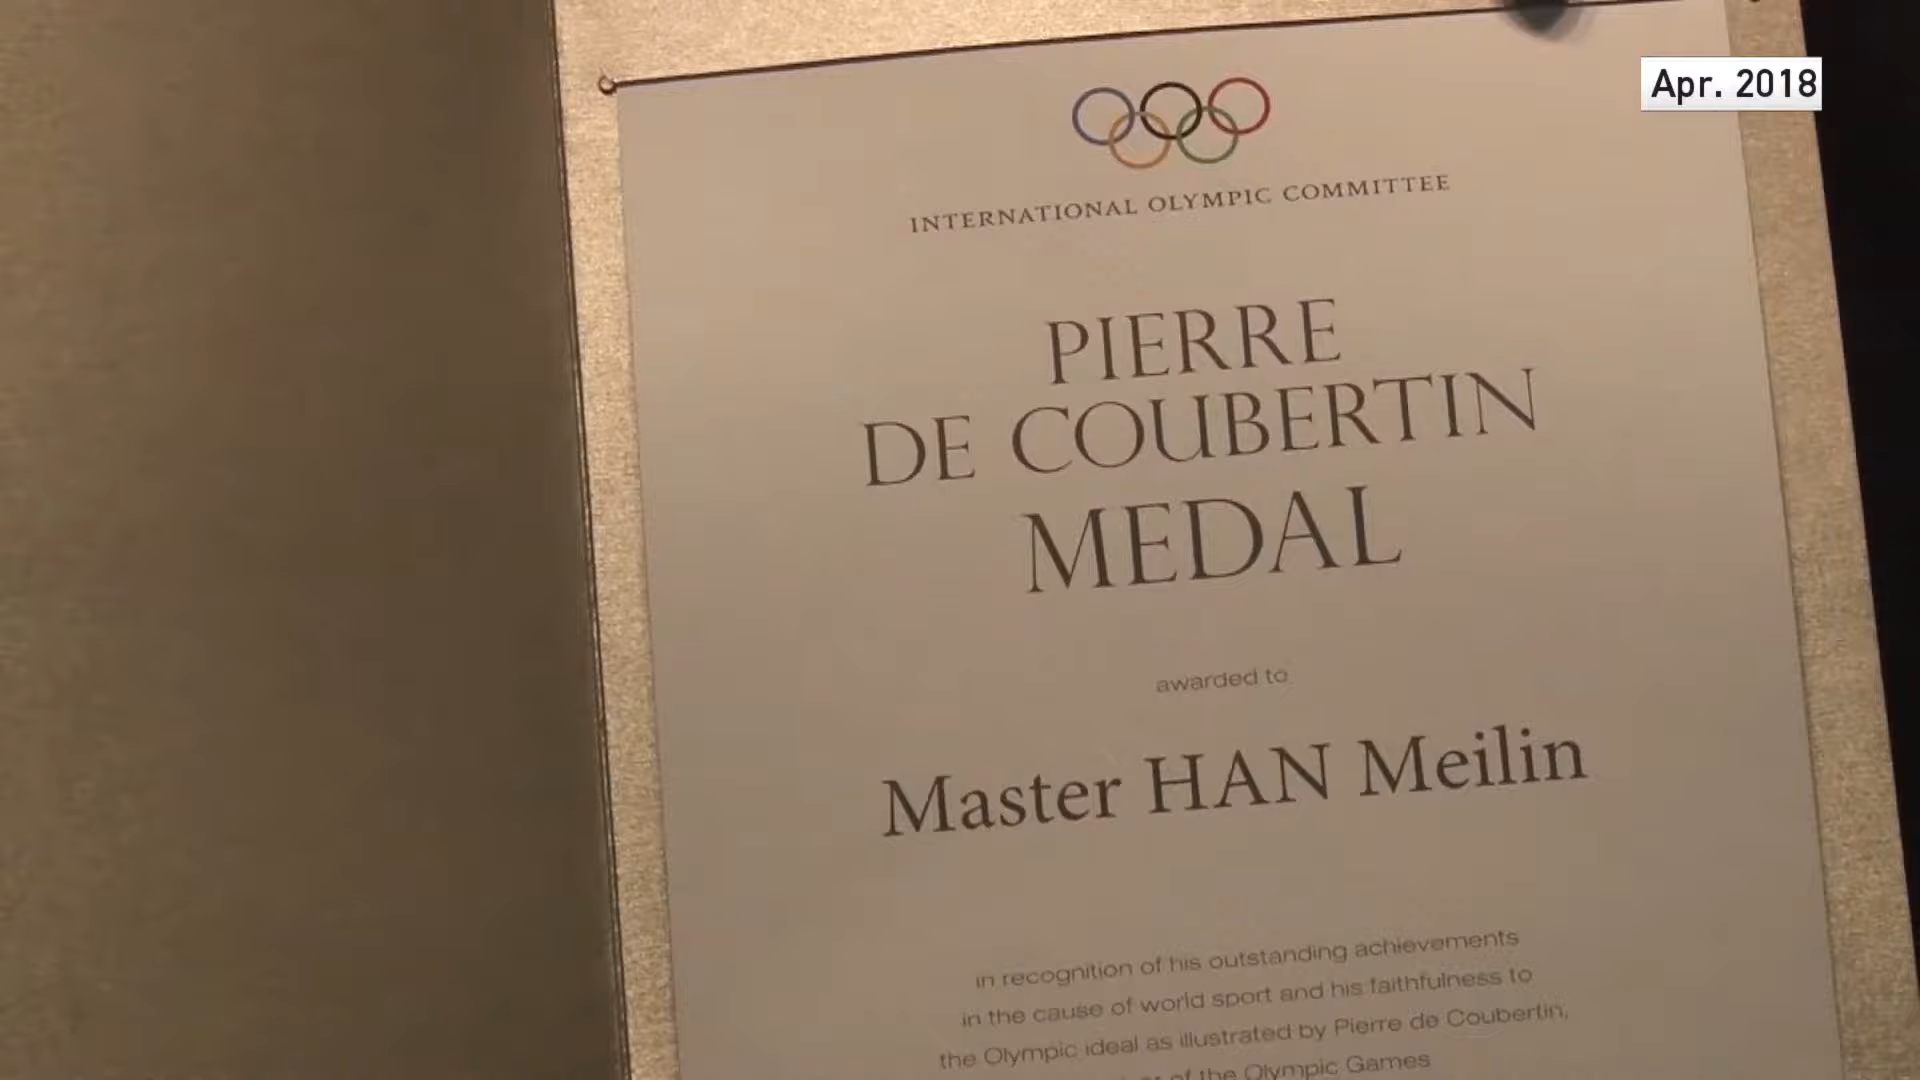 Apr. 2018
INTERNATIONAL OLYMPIC COMMITTEE
PIERRE
DE COUBERTIN
MEDAL
awarded to
Master HAN Meilin
in recognition of his outstanding achievements
in the cause of world sport and his faithfulness to
the Olympic ideal as illustrated by Pierre de Coubertin,
of the Olympic Games